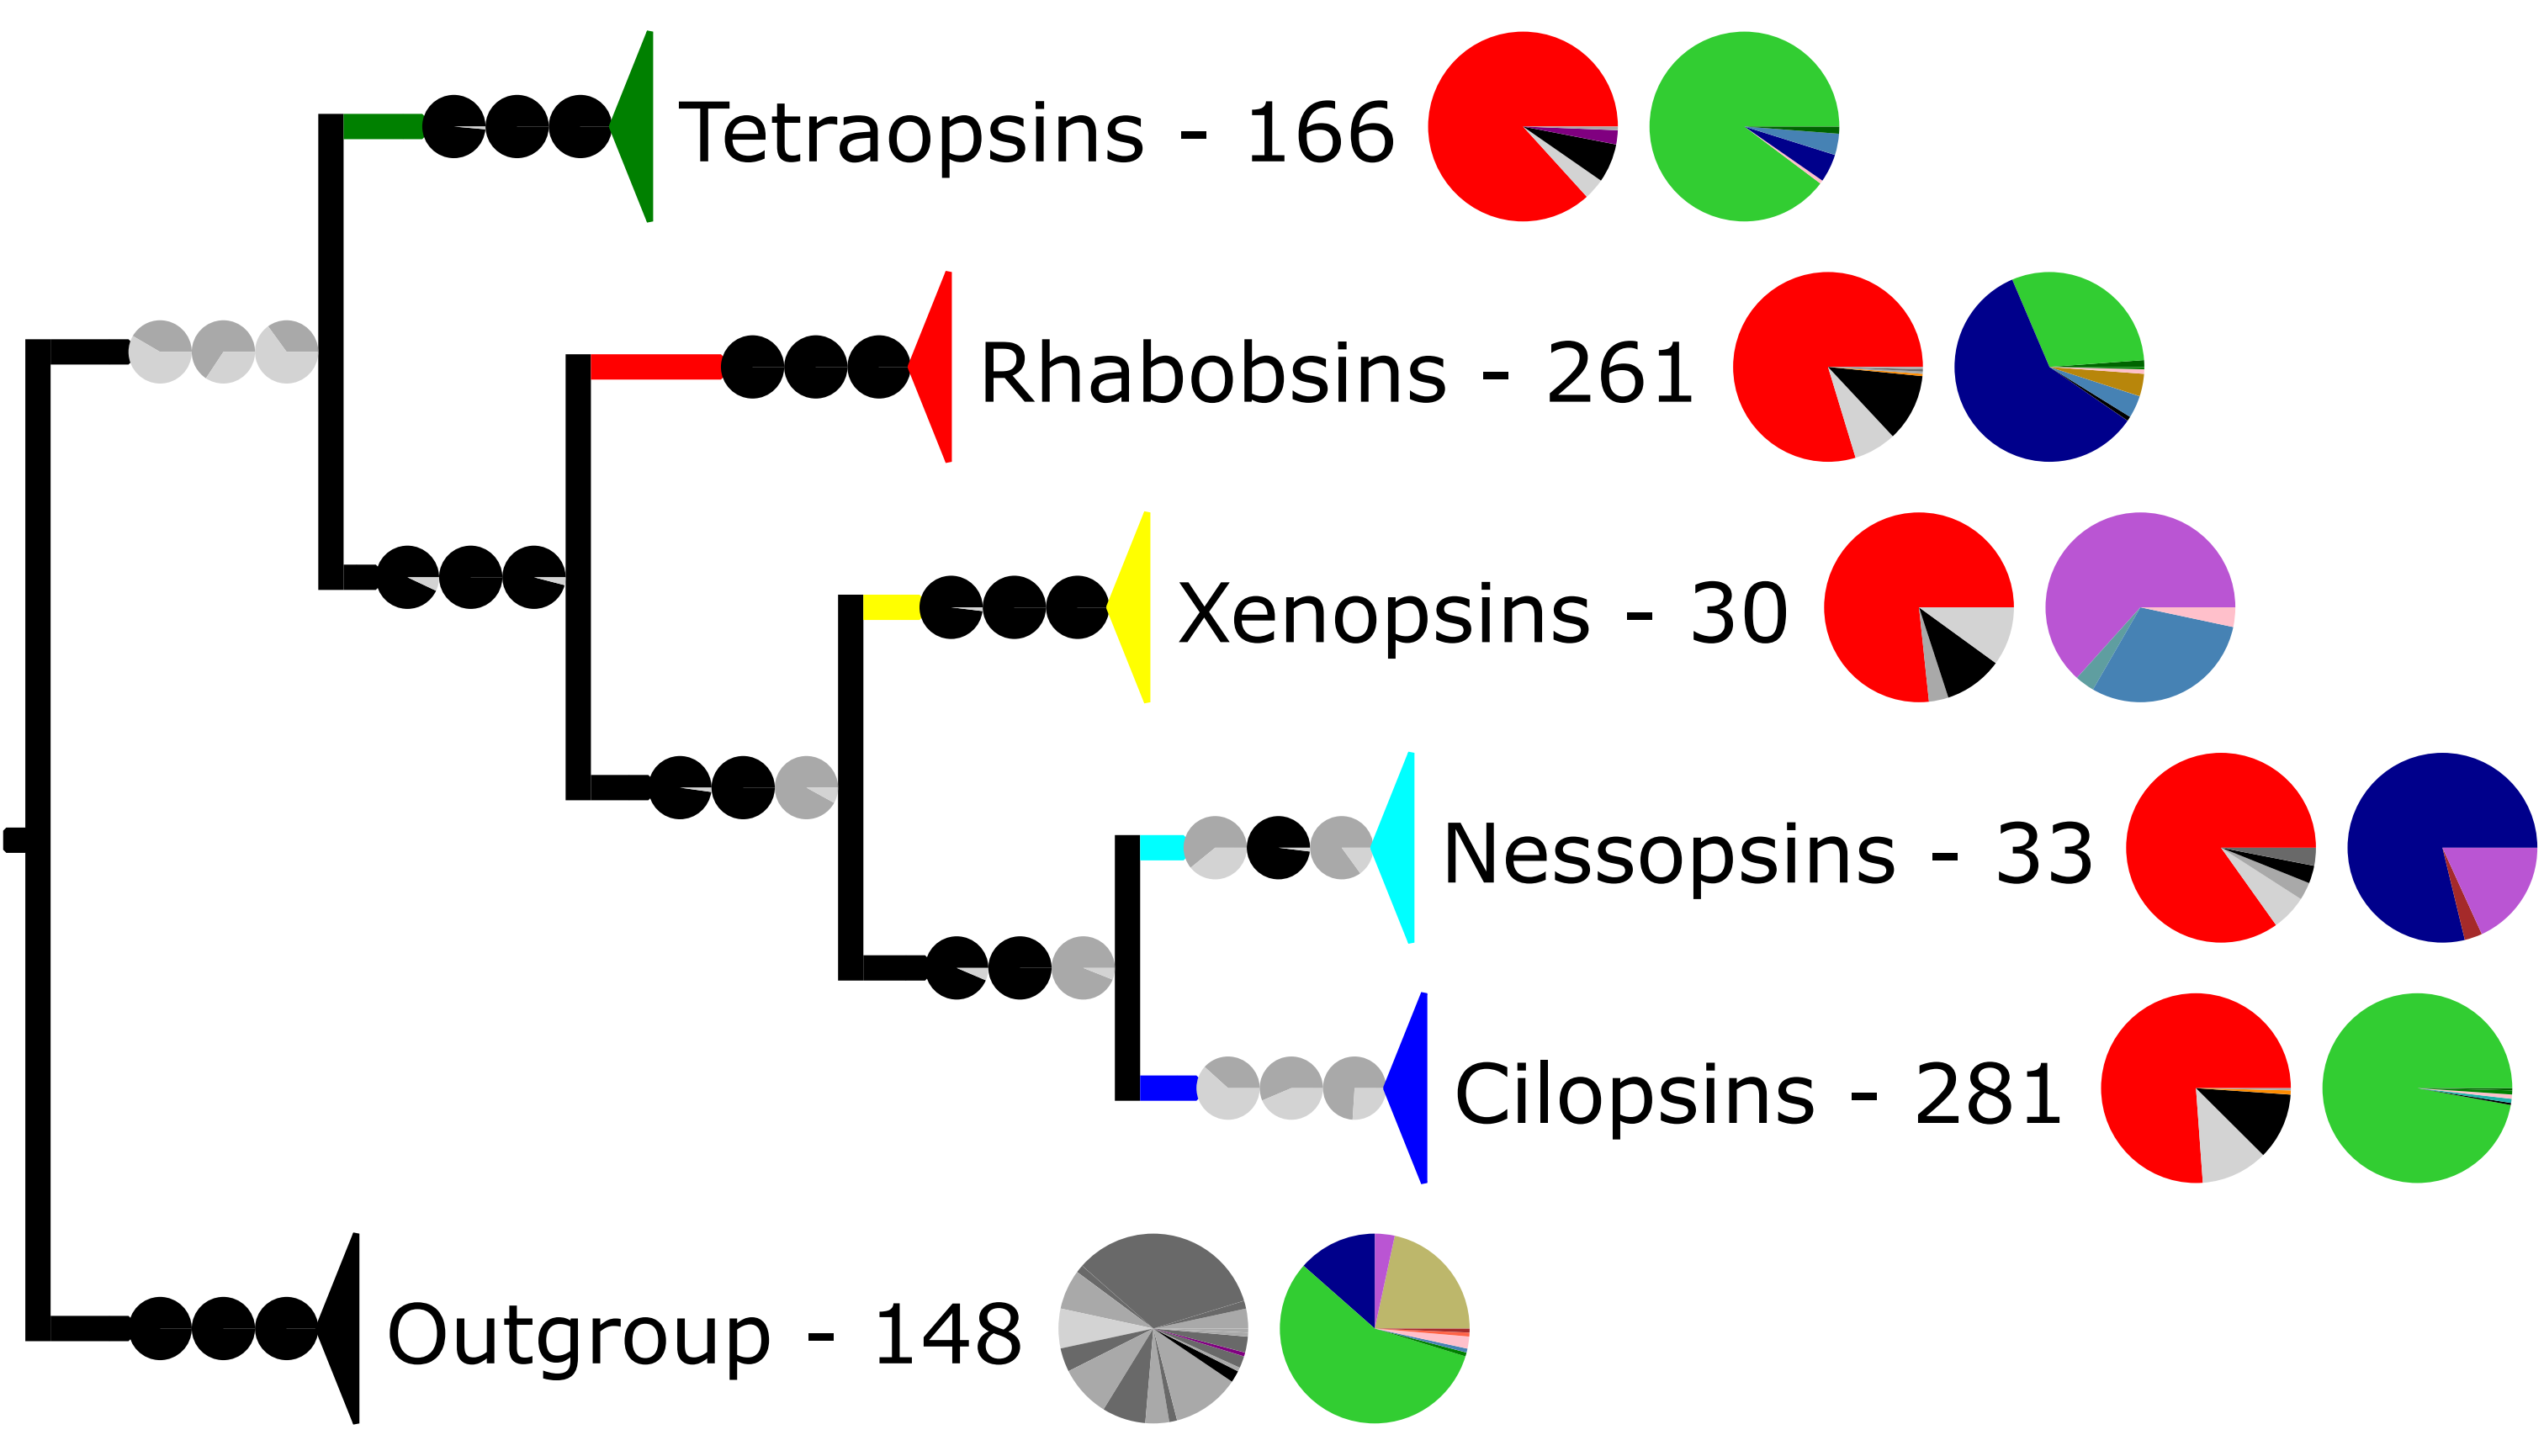 Tetraopsins - 166
Rhabobsins - 261
Xenopsins - 30
Nessopsins - 33
Cilopsins - 281
Outgroup - 148